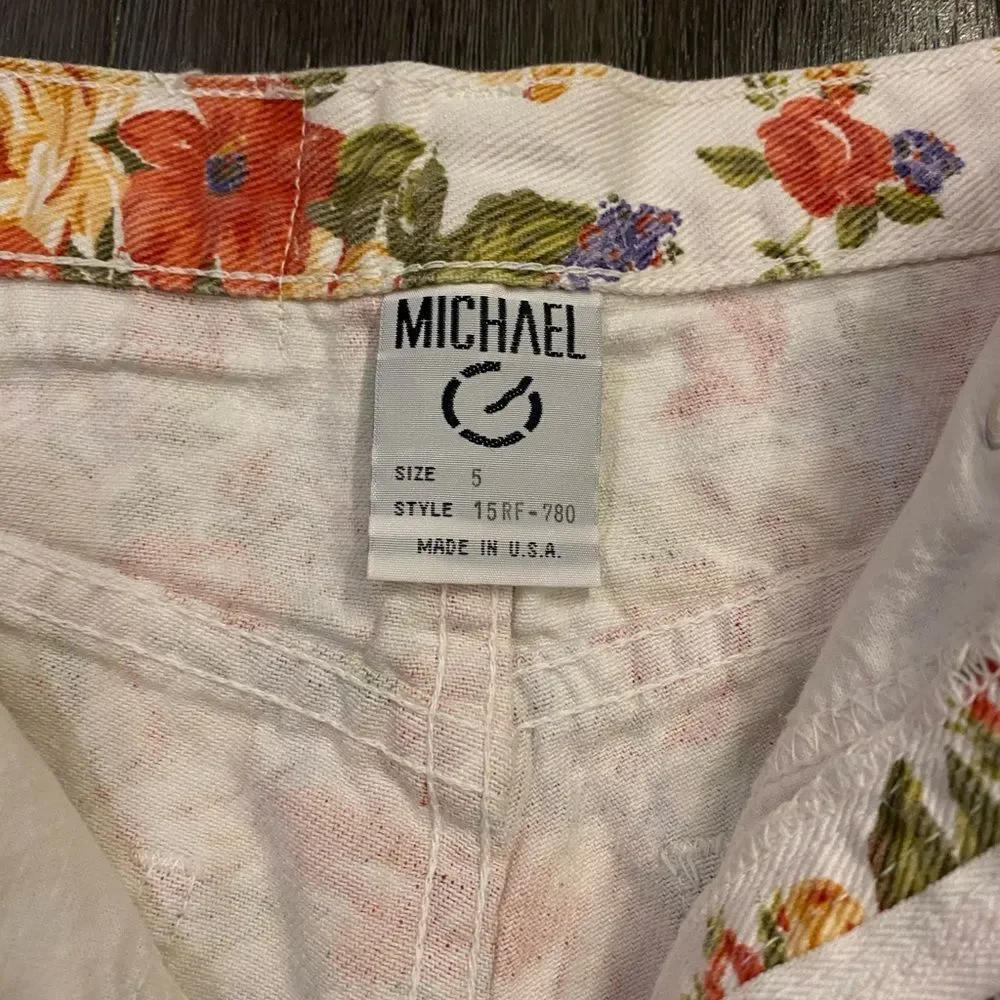 MICHAEL
G
SIZE 5
STYLE 15RF-780
MADE IN U.S.A.